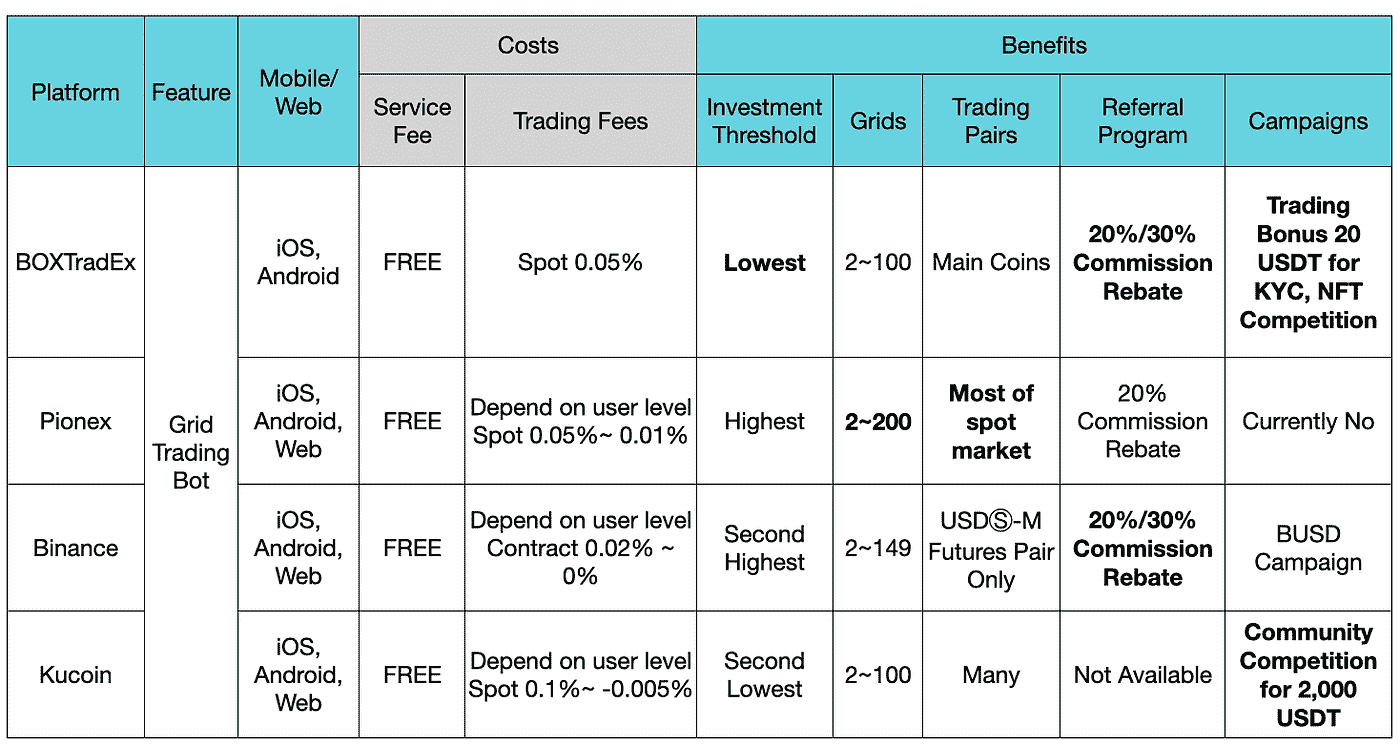 Costs
Benefits
Platform
Feature
Mobile/
Web
Service
Fee
Trading Fees
Investment
Threshold
Grids
Trading
Pairs
Referral
Program
Campaigns
BOXTradEx
Grid
Trading
Bot
iOS,
Android
FREE
Spot 0.05%
Lowest
2~100
Main Coins
20%/30%
Commission
Rebate
Trading
Bonus 20
USDT for
KYC, NFT
Competition
Pionex
iOS,
Android,
Web
FREE
Depend on user level
Spot 0.05%~ 0.01%
Highest
2~200
Most of
spot
market
20%
Commission
Rebate
Currently No
Binance
iOS,
Android,
Web
FREE
Depend on user level
Contract 0.02% ~
0%
Second
Highest
2~149
USDⓈ-M
Futures Pair
Only
20%/30%
Commission
Rebate
BUSD
Campaign
Kucoin
iOS,
Android,
Web
FREE
Depend on user level
Spot 0.1%~ -0.005%
Second
Lowest
2~100
Many
Not Available
Community
Competition
for 2,000
USDT